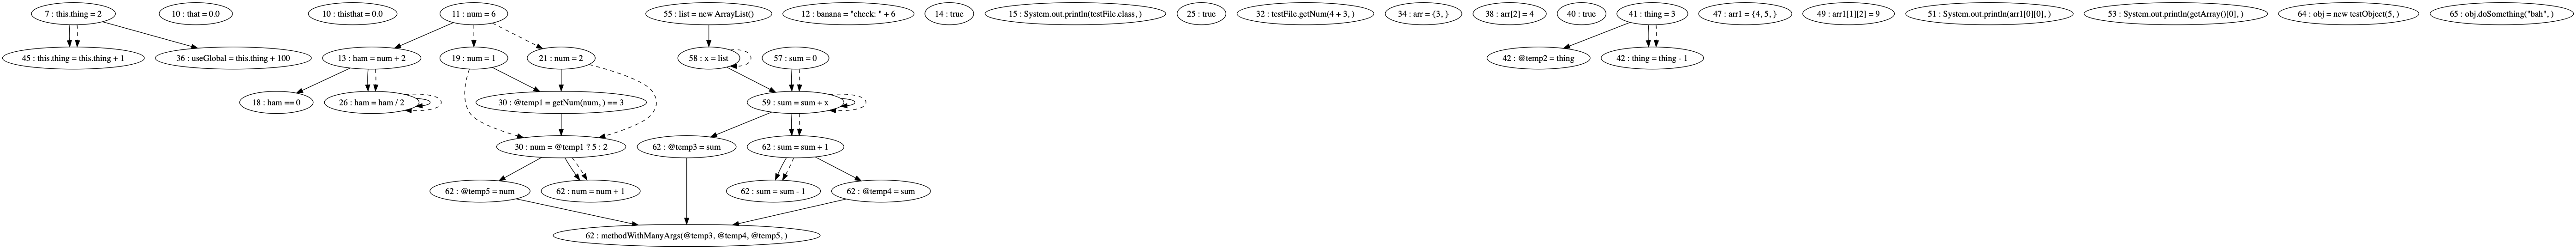 7 : this.thing = 2
10 : that = 0.0
10 : thisthat = 0.0
11 : num = 6
55 : list = new ArrayList()
12 : banana = "check: " + 6
14 : true
15 : System.out.println(testFile.class, )
25 : true
32 : testFile.getNum(4 + 3, )
34 : arr = {3, }
38 : arr[2] = 4
40 : true
41 : thing = 3
47 : arr1 = {4, 5, }
49 : arr1[1][2] = 9
51 : System.out.println(arr1[0][0], )
53 : System.out.println(getArray()[0], )
64 : obj = new testObject(5, )
65 : obj.doSomething("bah", )
45 : this.thing = this.thing + 1
36 : useGlobal = this.thing + 100
13 : ham = num + 2
19 : num = 1
21 : num = 2
58 : x = list
57 : sum = 0
42 : @temp2 = thing
42 : thing = thing - 1
18 : ham == 0
26 : ham = ham / 2
30 : @temp1 = getNum(num, ) == 3
59 : sum = sum + x
30 : num = @temp1 ? 5 : 2
62 : @temp3 = sum
62 : sum = sum + 1
62 : @temp5 = num
62 : num = num + 1
62 : sum = sum - 1
62 : @temp4 = sum
62 : methodWithManyArgs(@temp3, @temp4, @temp5, )